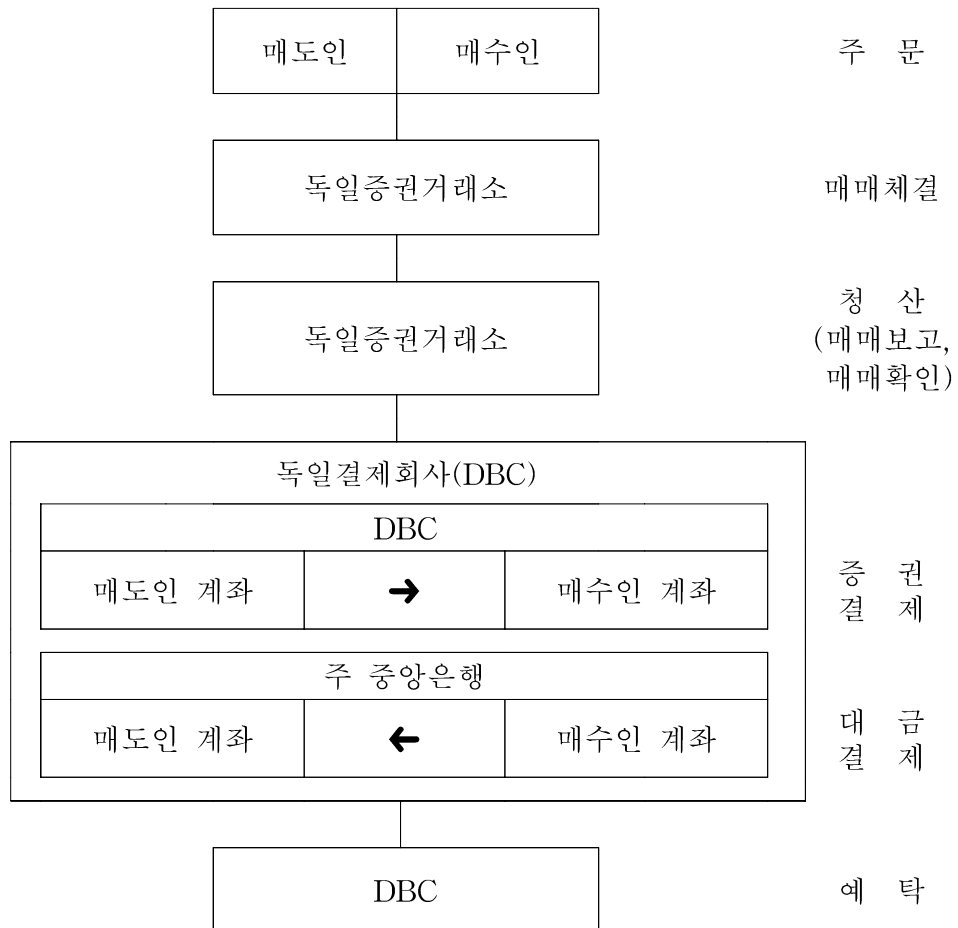 매도인 매수인 주 문
독일증권거래소 매매체결
독일증권거래소
청 산
(매매보고,
매매확인)
독일결제회사(DBC)
DBC
매도인 계좌 → 매수인 계좌
증 권
결 제
주 중앙은행
매도인 계좌 ← 매수인 계좌
대 금
결 제
DBC 예 탁